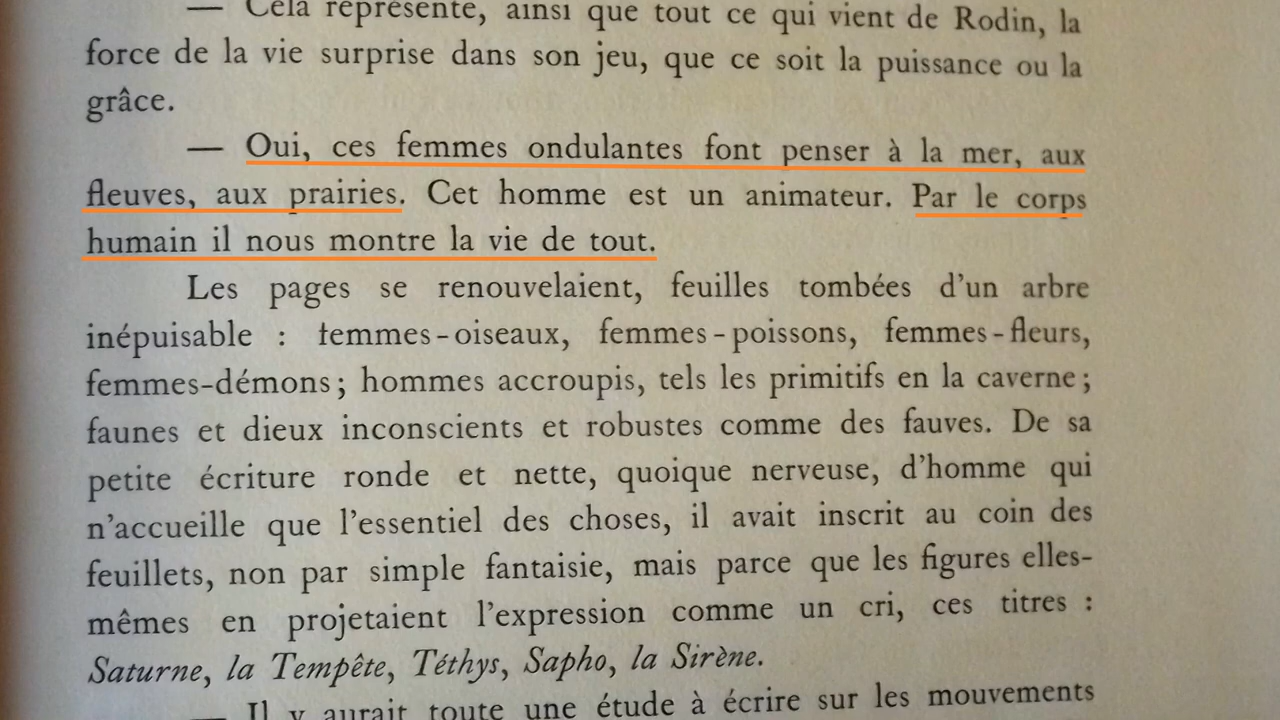 — Cela représente, ainsi que tout ce qui vient de Rodin, la
force de la vie surprise dans son jeu, que ce soit la puissance ou la
grâce.
— Oui, ces femmes ondulantes font penser à la mer, aux
fleuves, aux prairies. Cet homme est un animateur. Par le corps
humain il nous montre la vie de tout.
Les pages se renouvelaient, feuilles tombées d'un arbre
inépuisable : femmes-oiseaux, femmes-poissons, femmes-fleurs,
femmes-démons ; hommes accroupis, tels les primitifs en la caverne ;
faunes et dieux inconscients et robustes comme des fauves. De sa
petite écriture ronde et nette, quoique nerveuse, d'homme qui
n'accueille que l'essentiel des choses, il avait inscrit au coin des
feuillets, non par simple fantaisie, mais parce que les figures elles-
mêmes en projetaient l'expression comme un cri, ces titres :
Saturne, la Tempête, Téthys, Sapho, la Sirène.
— Il y aurait toute une étude à écrire sur les mouvements